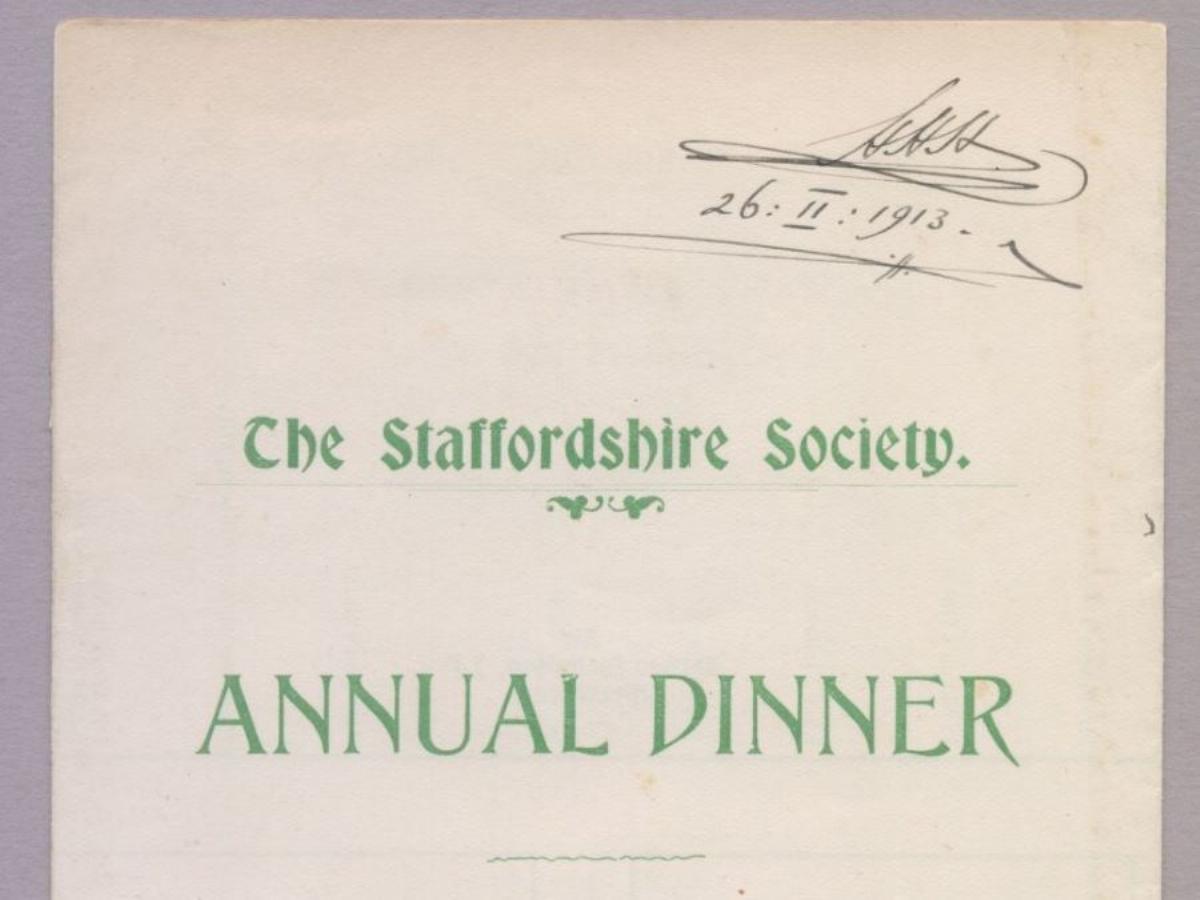 26: II : 1913.
The Staffordshire Society.
ANNUAL DINNER